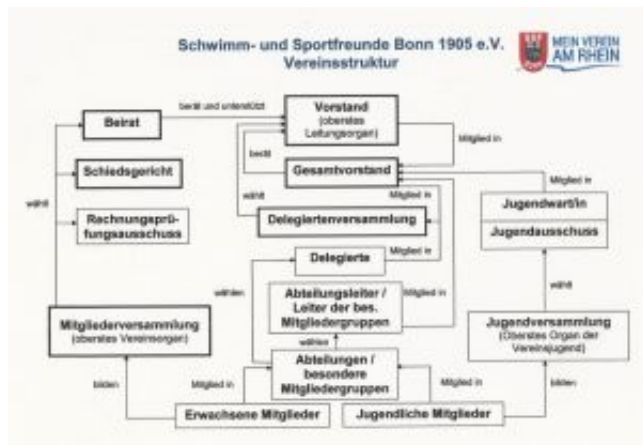 Schwimm- und Sportfreunde Bonn 1905 e.V.
Vereinsstruktur
MEIN VEREIN
AM RHEIN
Beirat
berät und unterstützt
Vorstand
(oberstes
Leitungsorgan)
Mitglied in
Schiedsgericht
Gesamtvorstand
wählt
wählt
Mitglied in
Mitglied in
Rechnungsprü-
fungsausschuss
Delegiertenversammlung
Jugendwart/in
Jugendausschuss
Mitglied in
Delegierte
wählen
Abteilungsleiter /
Leiter der bes.
Mitgliedergruppen
Mitglied in
wählt
Mitgliederversammlung
(oberstes Vereinsorgan)
wählen
Jugendversammlung
(Oberstes Organ der
Vereinsjugend)
Abteilungen /
besondere
Mitgliedergruppen
bilden
Mitglied in
Mitglied in
bilden
Erwachsene Mitglieder
Jugendliche Mitglieder